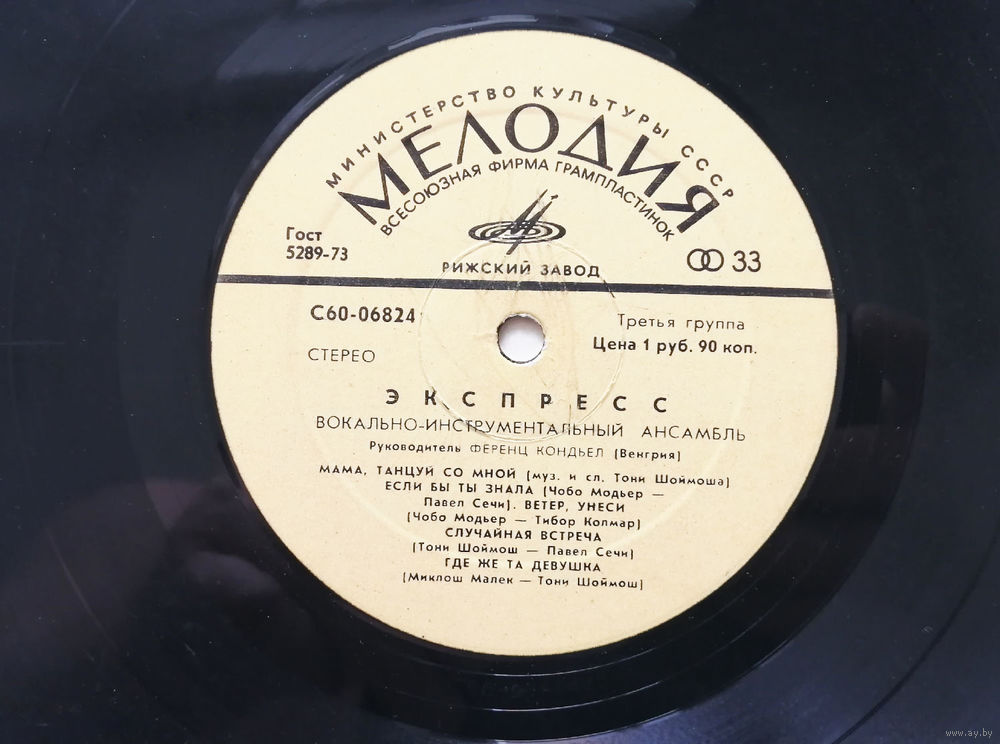 МИНИСТЕРСТВО КУЛЬТУРЫ СССР
МЕЛОДИЯ
ВСЕСОЮЗНАЯ ФИРМА ГРАМПЛАСТИНОК
Гост
5289-73
РИЖСКИЙ ЗАВОД
33
С60-06824
Третья группа
Цена 1 руб. 90 коп.
СТЕРЕО
ЭКСПРЕСС
ВОКАЛЬНО-ИНСТРУМЕНТАЛЬНЫЙ АНСАМБЛЬ
Руководитель ФЕРЕНЦ КОНДЬЕЛ (Венгрия)
МАМА, ТАНЦУЙ СО МНОЙ (муз. и сл. Тони Шоймоша)
ЕСЛИ БЫ ТЫ ЗНАЛА (Чобо Модьер —
Павел Сечи). ВЕТЕР, УНЕСИ
(Чобо Модьер — Тибор Колмар)
СЛУЧАЙНАЯ ВСТРЕЧА
(Тони Шоймош — Павел Сечи)
ГДЕ ЖЕ ТА ДЕВУШКА
(Миклош Малек — Тони Шоймош)
www.ay.by